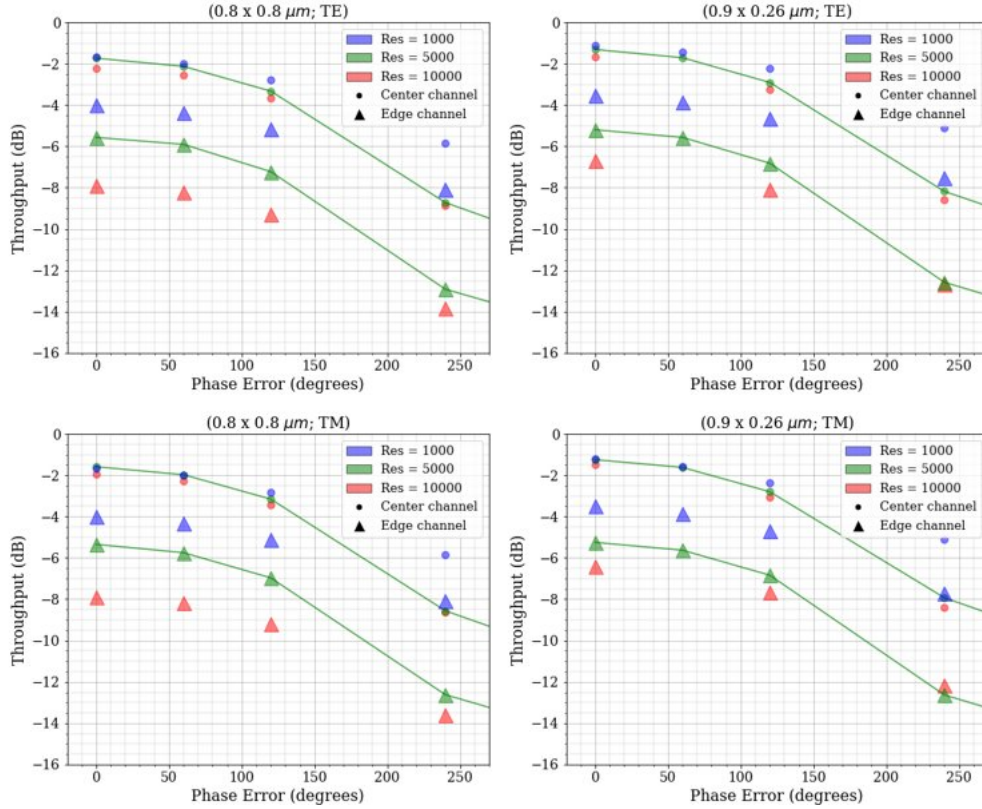 (0.8 x 0.8 μm; TE)
Res = 1000
Res = 5000
Res = 10000
Center channel
Edge channel
0
−2
−4
−6
−8
−10
−12
−14
−16
Throughput (dB)
0 50 100 150 200 250
Phase Error (degrees)
(0.9 x 0.26 μm; TE)
Res = 1000
Res = 5000
Res = 10000
Center channel
Edge channel
0
−2
−4
−6
−8
−10
−12
−14
−16
Throughput (dB)
0 50 100 150 200 250
Phase Error (degrees)
(0.8 x 0.8 μm; TM)
Res = 1000
Res = 5000
Res = 10000
Center channel
Edge channel
0
−2
−4
−6
−8
−10
−12
−14
−16
Throughput (dB)
0 50 100 150 200 250
Phase Error (degrees)
(0.9 x 0.26 μm; TM)
Res = 1000
Res = 5000
Res = 10000
Center channel
Edge channel
0
−2
−4
−6
−8
−10
−12
−14
−16
Throughput (dB)
0 50 100 150 200 250
Phase Error (degrees)